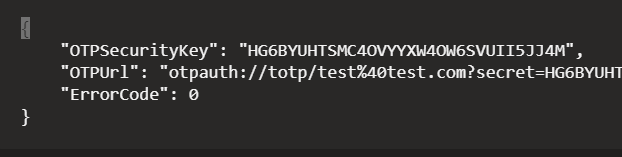 {
"OTPSecurityKey": "HG6BYUHTSMC4OVYYXW4OW6SVUII5JJ4M",
"OTPUrl": "otpauth://totp/test%40test.com?secret=HG6BYUHT
"ErrorCode": 0
}